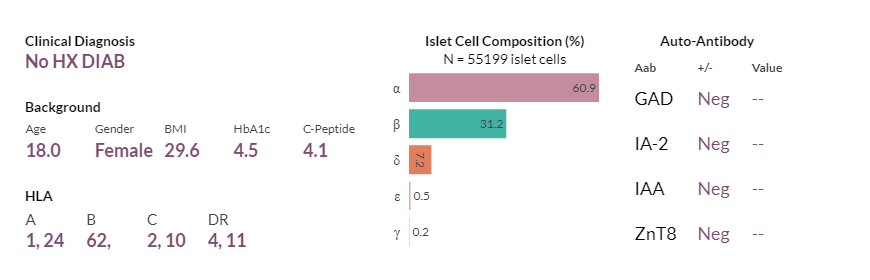 Clinical Diagnosis
No HX DIAB
Background
Age Gender BMI HbA1c C-Peptide
18.0 Female 29.6 4.5 4.1
HLA
A B C DR
1, 24 62, 2, 10 4, 11
Islet Cell Composition (%)
N = 55199 islet cells
α 60.9
β 31.2
δ 7.2
ε 0.5
γ 0.2
Auto-Antibody
Aab +/- Value
GAD Neg --
IA-2 Neg --
IAA Neg --
ZnT8 Neg --